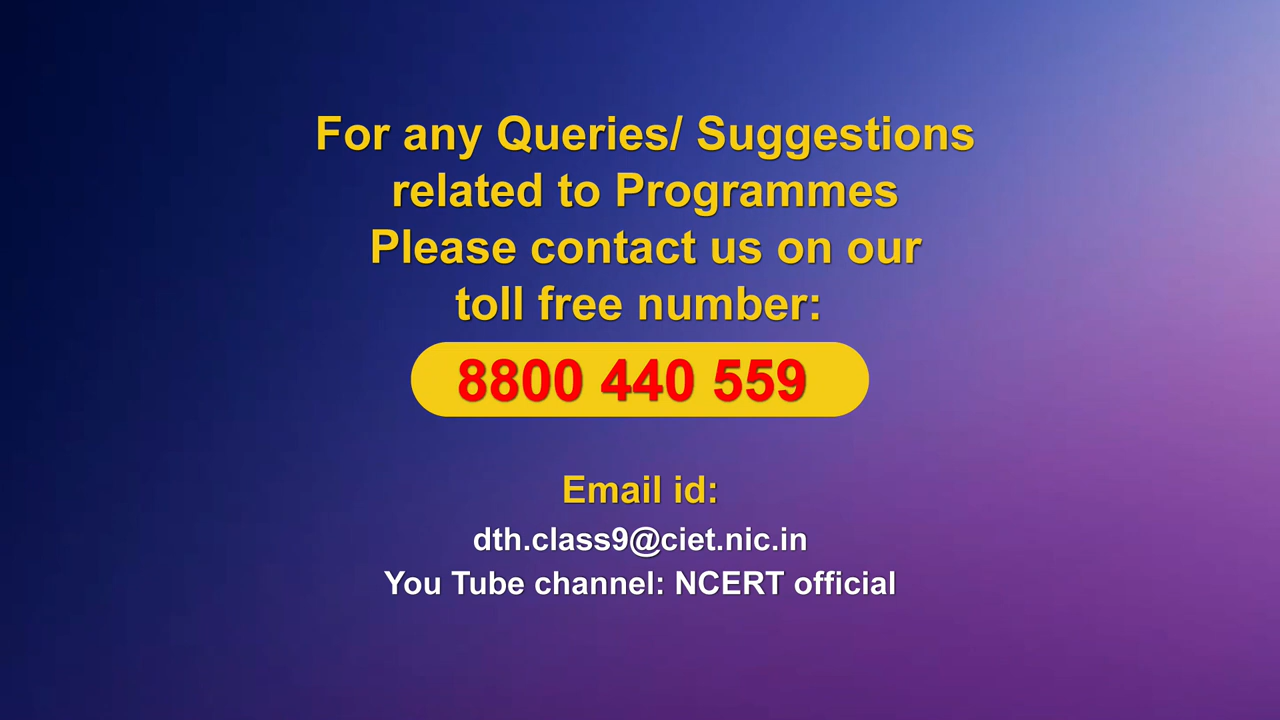 For any Queries/ Suggestions
related to Programmes
Please contact us on our
toll free number:
8800 440 559
Email id:
dth.class9@ciet.nic.in
You Tube channel: NCERT official